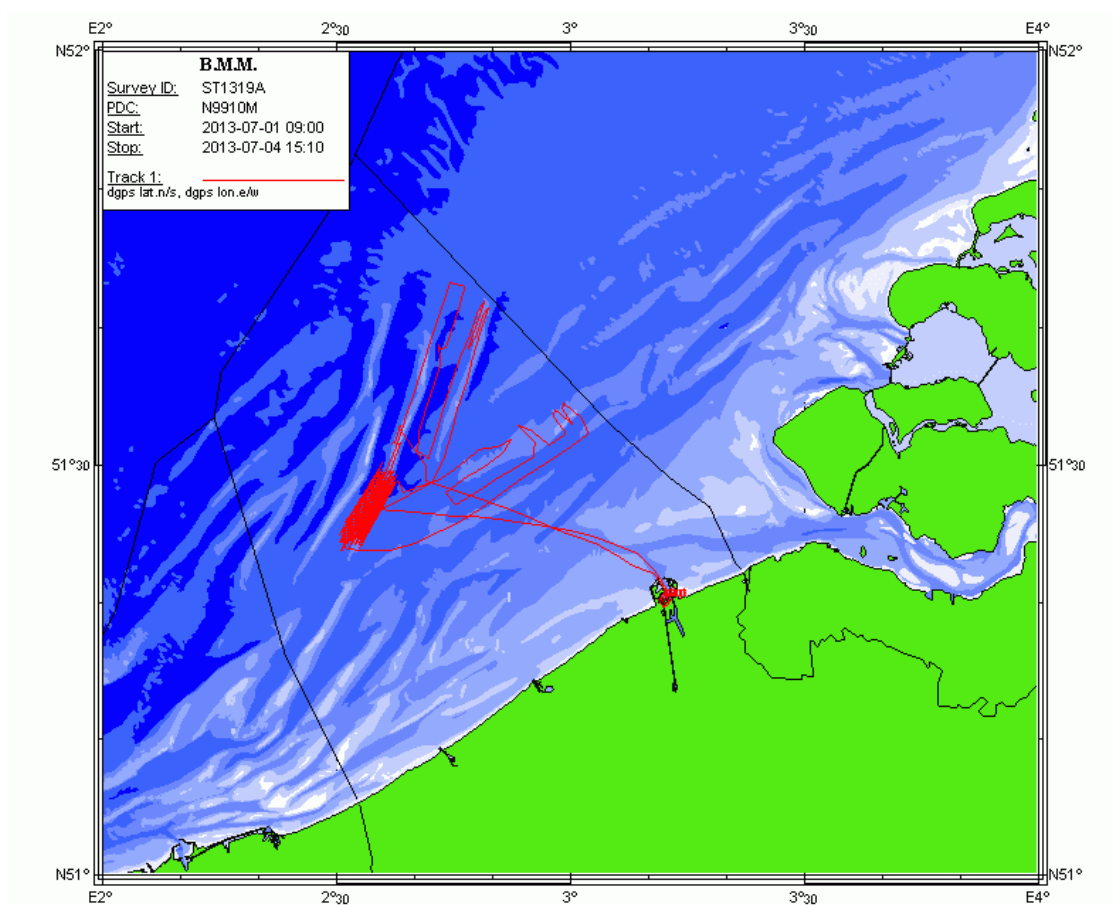 E2° 2°30 3° 3°30 E4°
N52° N52°
B.M.M.
Survey ID: ST1319A
PDC: N9910M
Start: 2013-07-01 09:00
Stop: 2013-07-04 15:10
Track 1:
dgps lat.n/s, dgps lon.e/w
51°30 51°30
N51° N51°
E2° 2°30 3° 3°30 E4°